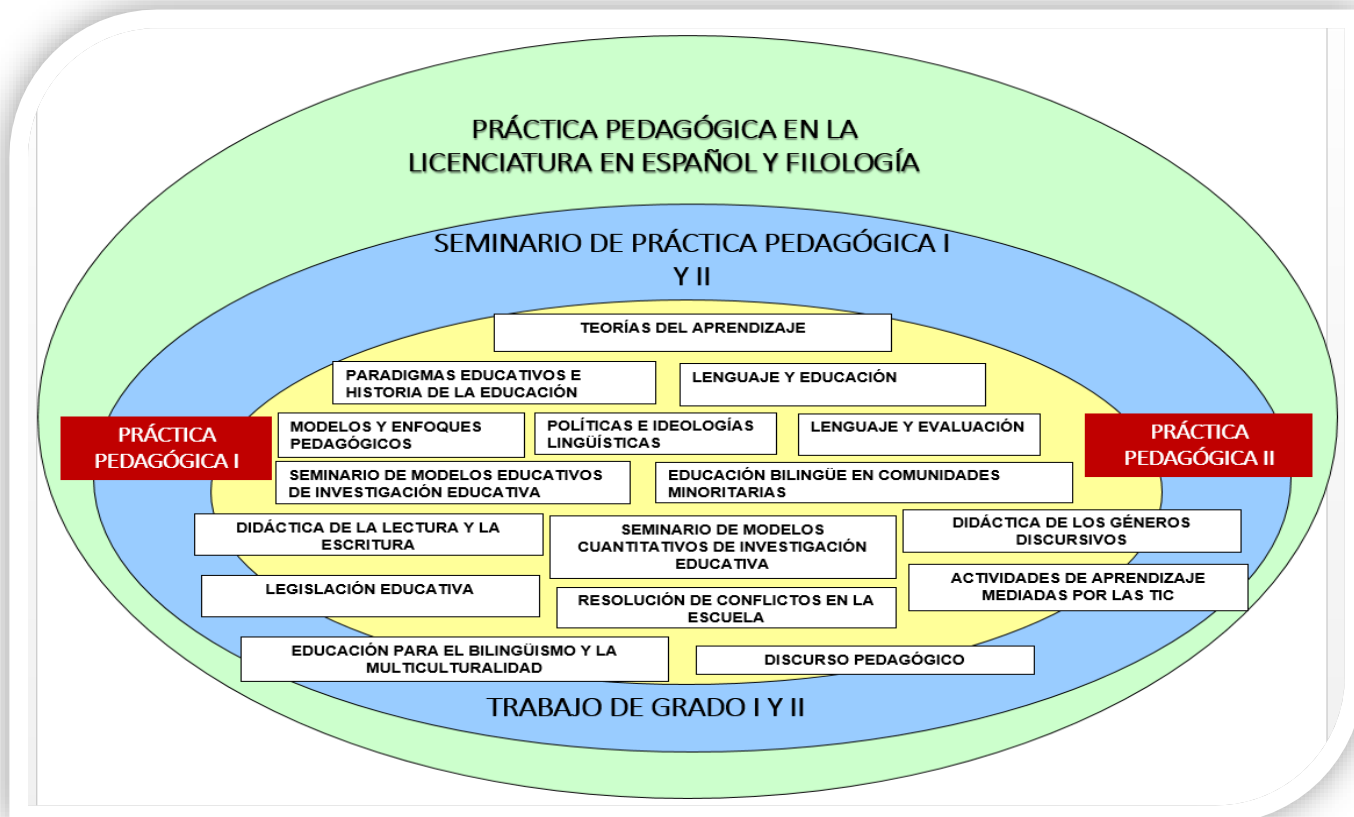 PRÁCTICA PEDAGÓGICA EN LA
LICENCIATURA EN ESPAÑOL Y FILOLOGÍA
SEMINARIO DE PRÁCTICA PEDAGÓGICA I
Y II
TEORÍAS DEL APRENDIZAJE
PARADIGMAS EDUCATIVOS E
HISTORIA DE LA EDUCACIÓN
LENGUAJE Y EDUCACIÓN
PRÁCTICA
PEDAGÓGICA I
MODELOS Y ENFOQUES
PEDAGÓGICOS
POLÍTICAS E IDEOLOGÍAS
LINGÜÍSTICAS
LENGUAJE Y EVALUACIÓN
PRÁCTICA
PEDAGÓGICA II
SEMINARIO DE MODELOS EDUCATIVOS
DE INVESTIGACIÓN EDUCATIVA
EDUCACIÓN BILINGÜE EN COMUNIDADES
MINORITARIAS
DIDÁCTICA DE LA LECTURA Y LA
ESCRITURA
SEMINARIO DE MODELOS
CUANTITATIVOS DE INVESTIGACIÓN
EDUCATIVA
DIDÁCTICA DE LOS GÉNEROS
DISCURSIVOS
LEGISLACIÓN EDUCATIVA
RESOLUCIÓN DE CONFLICTOS EN LA
ESCUELA
ACTIVIDADES DE APRENDIZAJE
MEDIADAS POR LAS TIC
EDUCACIÓN PARA EL BILINGÜISMO Y LA
MULTICULTURALIDAD
DISCURSO PEDAGÓGICO
TRABAJO DE GRADO I Y II